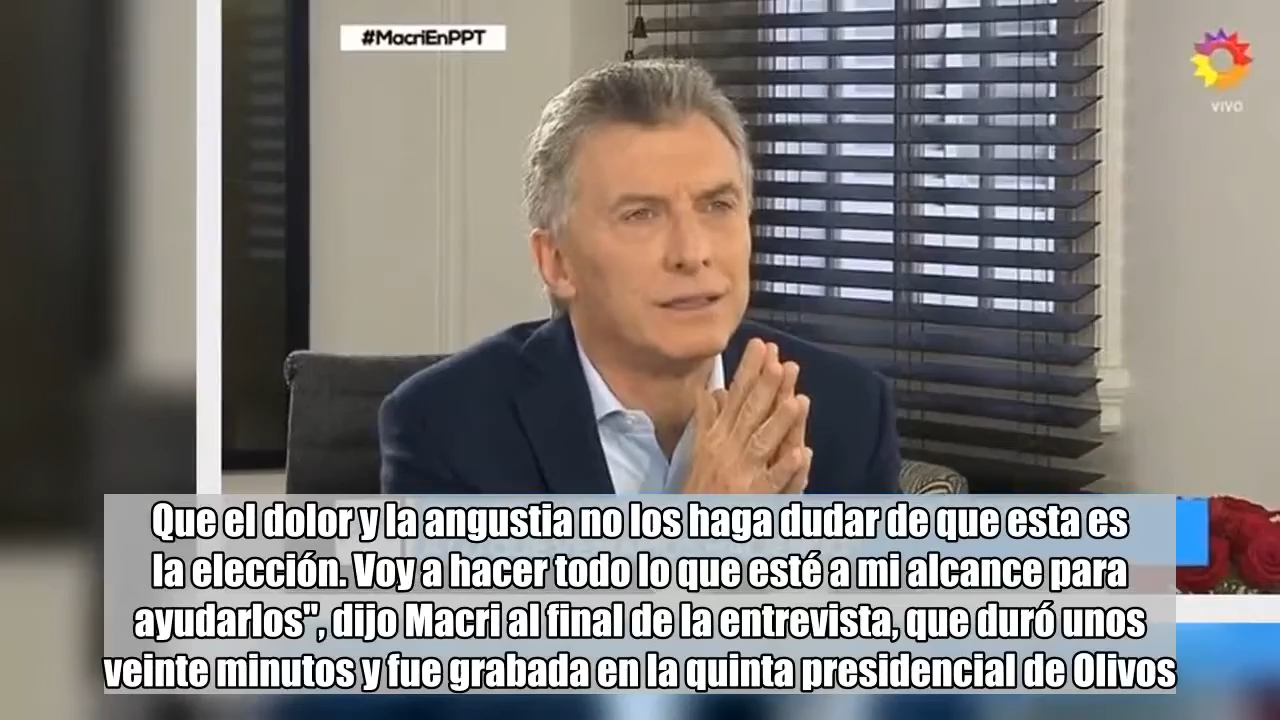 #MacriEnPPT
VIVO
Que el dolor y la angustia no los haga dudar de que esta es
la elección. Voy a hacer todo lo que esté a mi alcance para
ayudarlos", dijo Macri al final de la entrevista, que duró unos
veinte minutos y fue grabada en la quinta presidencial de Olivos